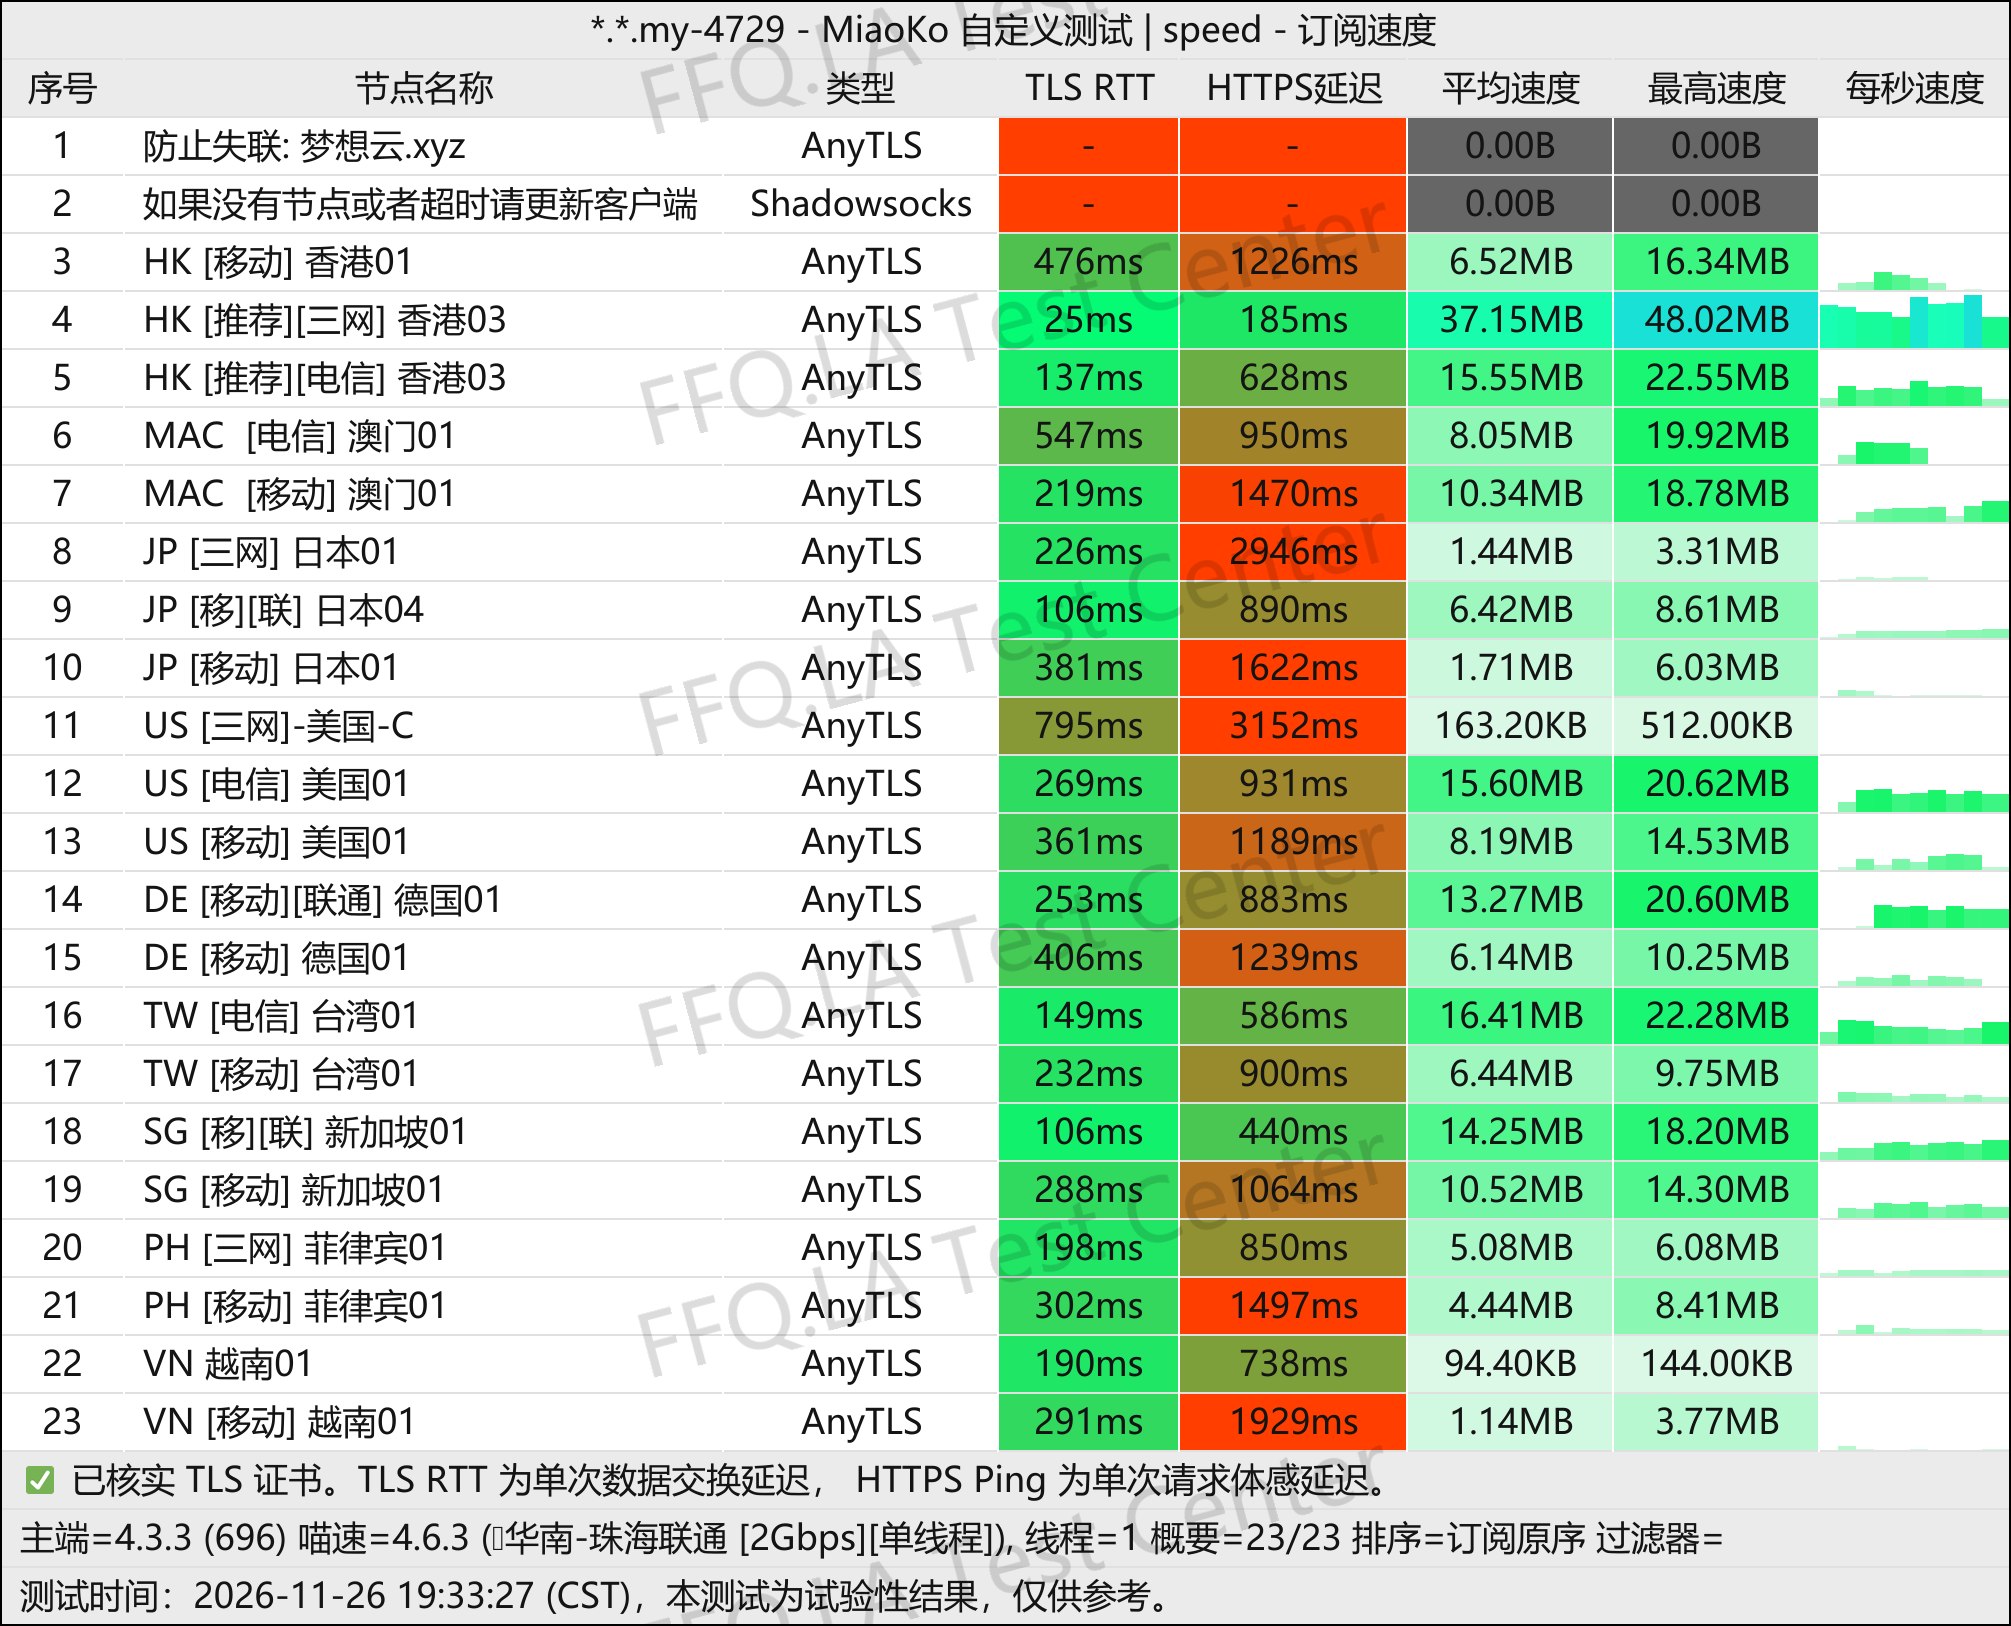 *.*.my-4729 - MiaoKo 自定义测试 | speed - 订阅速度
序号 节点名称 类型 TLS RTT HTTPS延迟 平均速度 最高速度 每秒速度
1 防止失联: 梦想云.xyz AnyTLS - - 0.00B 0.00B
2 如果没有节点或者超时请更新客户端 Shadowsocks - - 0.00B 0.00B
3 HK [移动] 香港01 AnyTLS 476ms 1226ms 6.52MB 16.34MB
4 HK [推荐][三网] 香港03 AnyTLS 25ms 185ms 37.15MB 48.02MB
5 HK [推荐][电信] 香港03 AnyTLS 137ms 628ms 15.55MB 22.55MB
6 MAC [电信] 澳门01 AnyTLS 547ms 950ms 8.05MB 19.92MB
7 MAC [移动] 澳门01 AnyTLS 219ms 1470ms 10.34MB 18.78MB
8 JP [三网] 日本01 AnyTLS 226ms 2946ms 1.44MB 3.31MB
9 JP [移][联] 日本04 AnyTLS 106ms 890ms 6.42MB 8.61MB
10 JP [移动] 日本01 AnyTLS 381ms 1622ms 1.71MB 6.03MB
11 US [三网]-美国-C AnyTLS 795ms 3152ms 163.20KB 512.00KB
12 US [电信] 美国01 AnyTLS 269ms 931ms 15.60MB 20.62MB
13 US [移动] 美国01 AnyTLS 361ms 1189ms 8.19MB 14.53MB
14 DE [移动][联通] 德国01 AnyTLS 253ms 883ms 13.27MB 20.60MB
15 DE [移动] 德国01 AnyTLS 406ms 1239ms 6.14MB 10.25MB
16 TW [电信] 台湾01 AnyTLS 149ms 586ms 16.41MB 22.28MB
17 TW [移动] 台湾01 AnyTLS 232ms 900ms 6.44MB 9.75MB
18 SG [移][联] 新加坡01 AnyTLS 106ms 440ms 14.25MB 18.20MB
19 SG [移动] 新加坡01 AnyTLS 288ms 1064ms 10.52MB 14.30MB
20 PH [三网] 菲律宾01 AnyTLS 198ms 850ms 5.08MB 6.08MB
21 PH [移动] 菲律宾01 AnyTLS 302ms 1497ms 4.44MB 8.41MB
22 VN 越南01 AnyTLS 190ms 738ms 94.40KB 144.00KB
23 VN [移动] 越南01 AnyTLS 291ms 1929ms 1.14MB 3.77MB
✅ 已核实 TLS 证书。TLS RTT 为单次数据交换延迟， HTTPS Ping 为单次请求体感延迟。
主端=4.3.3 (696) 喵速=4.6.3 (华南-珠海联通 [2Gbps][单线程]), 线程=1 概要=23/23 排序=订阅原序 过滤器=
测试时间：2026-11-26 19:33:27 (CST)，本测试为试验性结果，仅供参考。
FFQ.LA Test Center
FFQ.LA Test Center
FFQ.LA Test Center
FFQ.LA Test Center
FFQ.LA Test Center